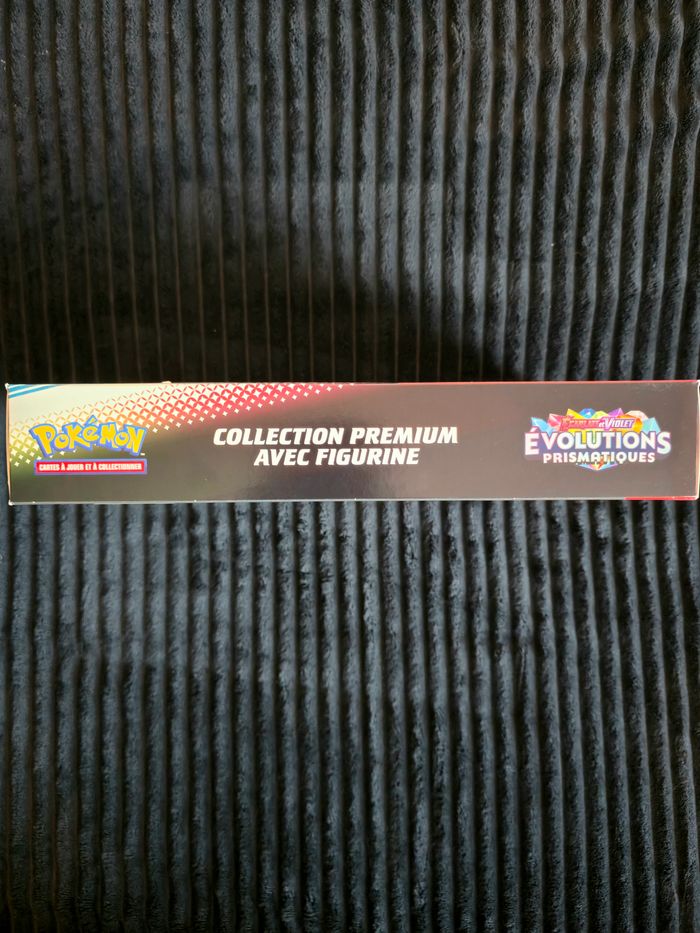 POKéMON
CARTES À JOUER ET À COLLECTIONNER
COLLECTION PREMIUM
AVEC FIGURINE
ÉCARLATE ET VIOLET
ÉVOLUTIONS
PRISMATIQUES